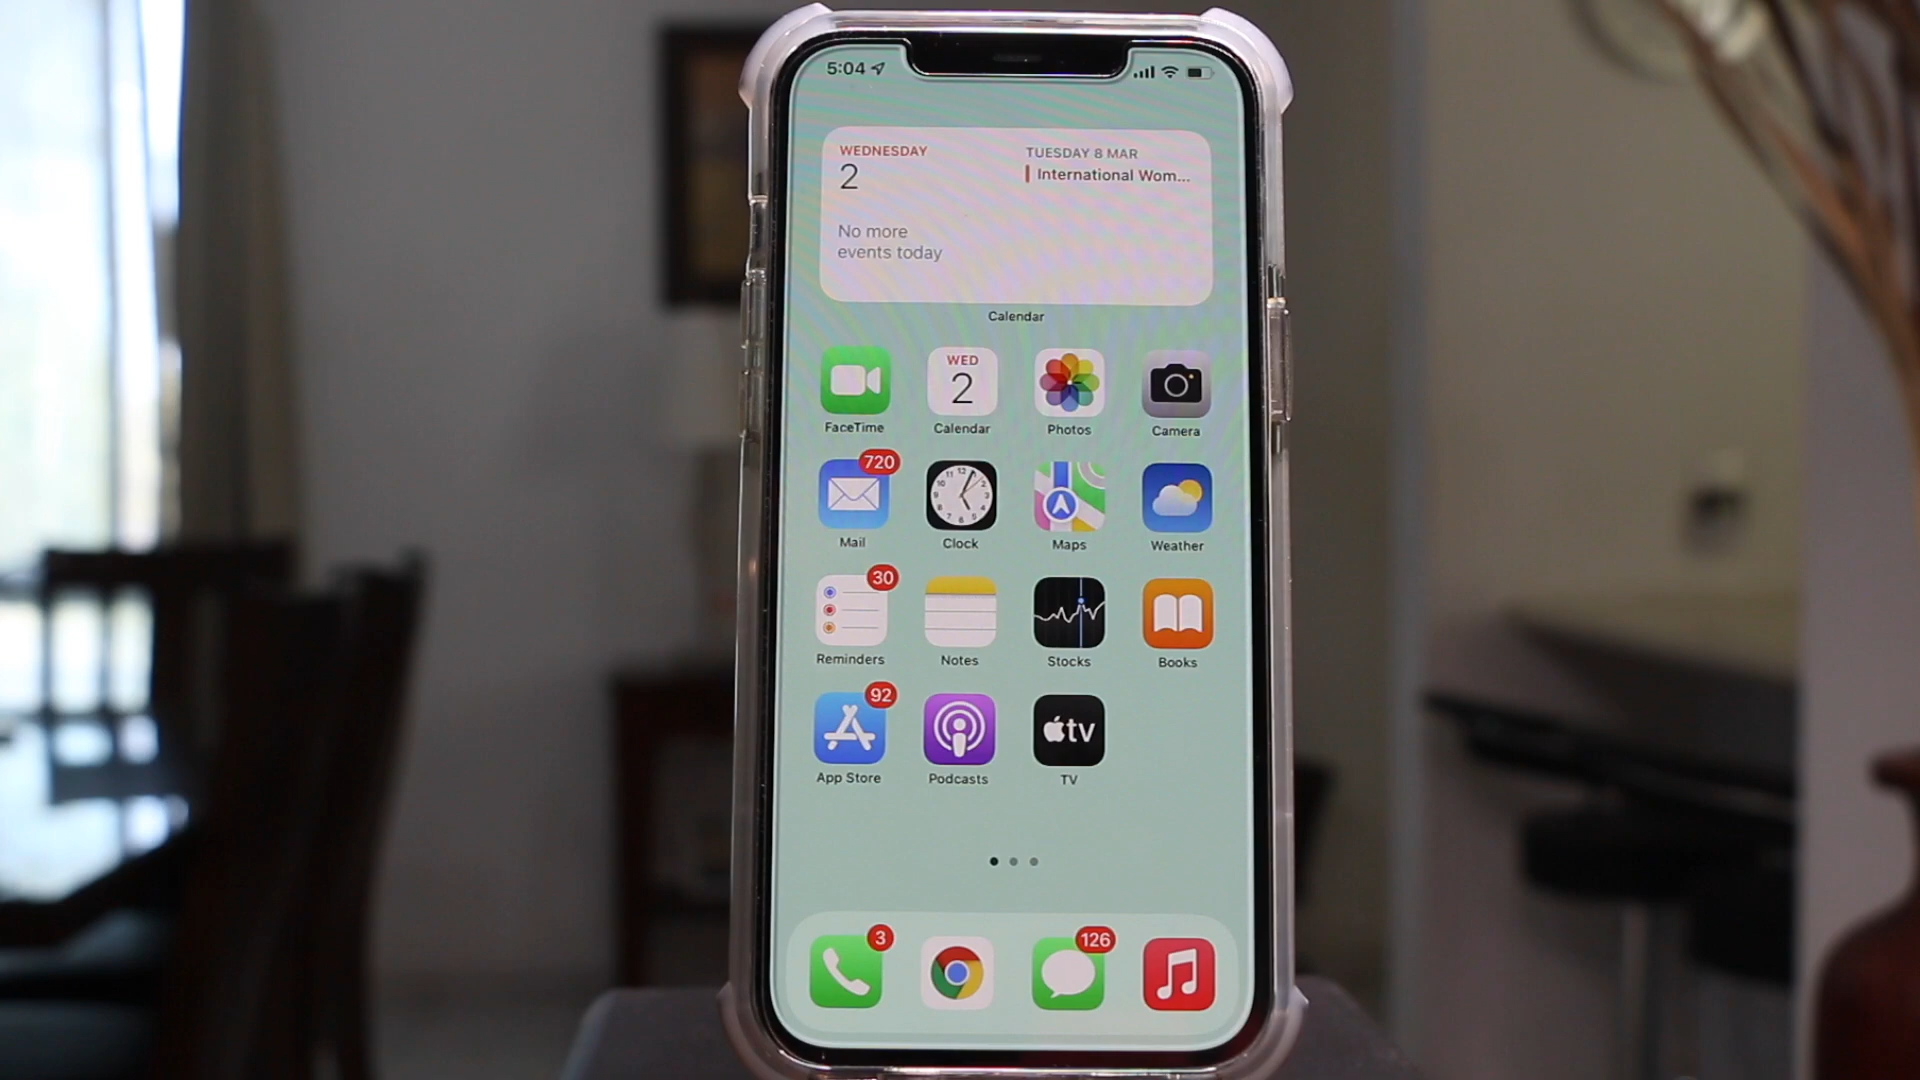 5:04
WEDNESDAY
2
No more
events today
TUESDAY 8 MAR
International Wom...
Calendar
FaceTime
WED
2
Calendar
Photos
Camera
720
Mail
Clock
Maps
Weather
30
Reminders
Notes
Stocks
Books
92
App Store
Podcasts
tv
TV
3
126